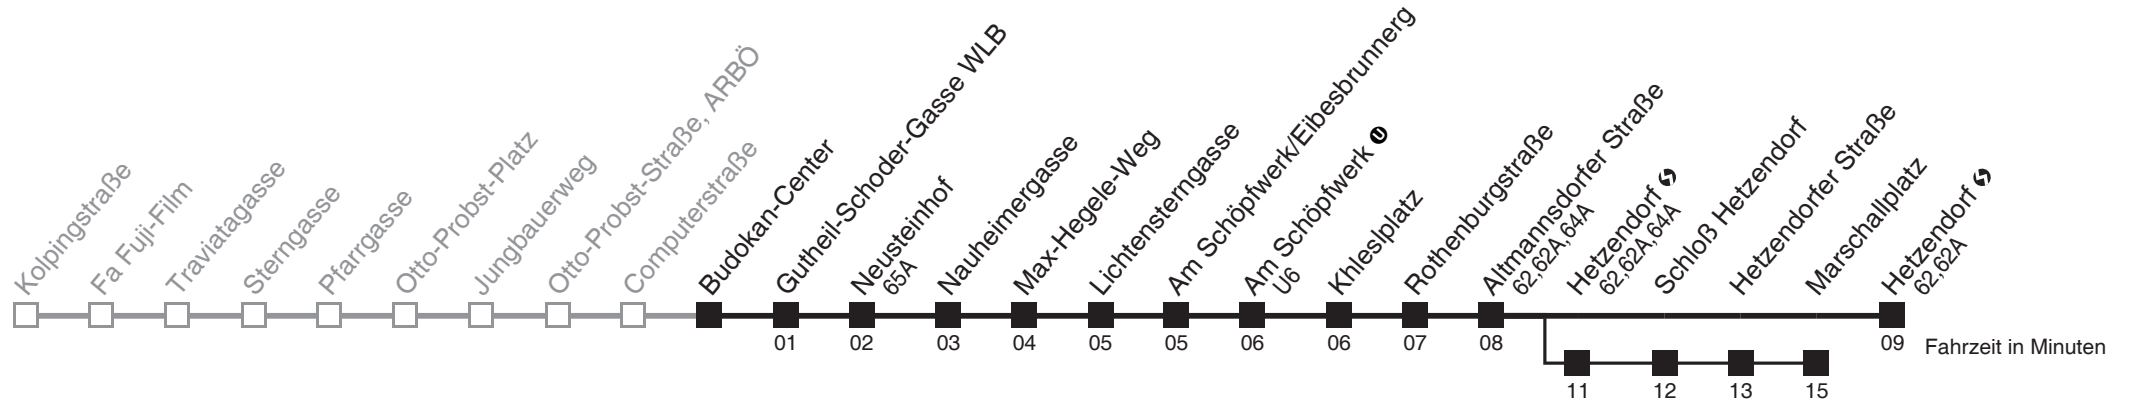 Kolpingstraße
Fa Fuji-Film
Traviatagasse
Sterngasse
Pfarrgasse
Otto-Probst-Platz
Jungbauerweg
Otto-Probst-Straße, ARBÖ
Computerstraße
Budokan-Center
Gutheil-Schoder-Gasse WLB
Neusteinhof
65A
Nauheimergasse
Max-Hegele-Weg
Lichtensterngasse
Am Schöpfwerk/Eibesbrunnerg
Am Schöpfwerk U
U6
Khleslplatz
Rothenburgstraße
Altmannsdorfer Straße
62,62A,64A
Hetzendorf
62,62A,64A
Schloß Hetzendorf
Hetzendorfer Straße
Marschallplatz
Hetzendorf
62,62A
01 02 03 04 05 05 06 06 07 08 09
Fahrzeit in Minuten
11 12 13 15